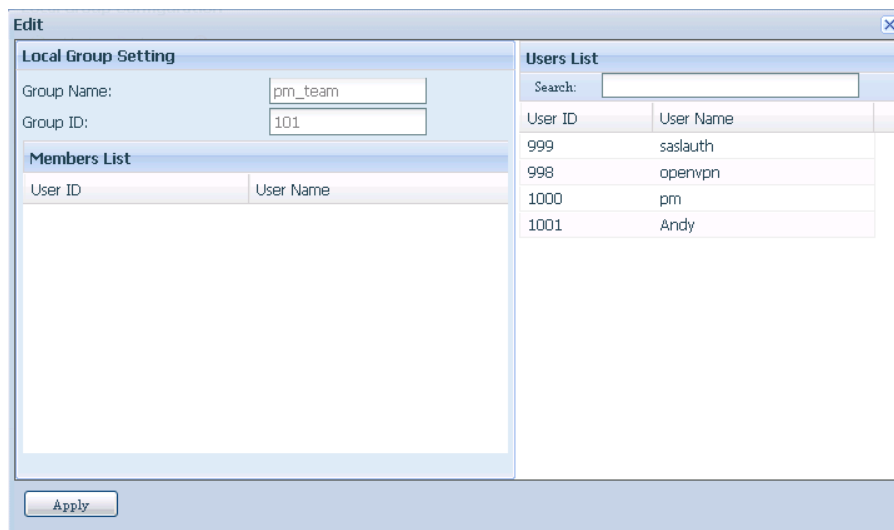 Edit
Local Group Setting
Group Name: pm_team
Group ID: 101
Members List
User ID User Name
Users List
Search:
User ID User Name
999 saslauth
998 openvpn
1000 pm
1001 Andy
Apply